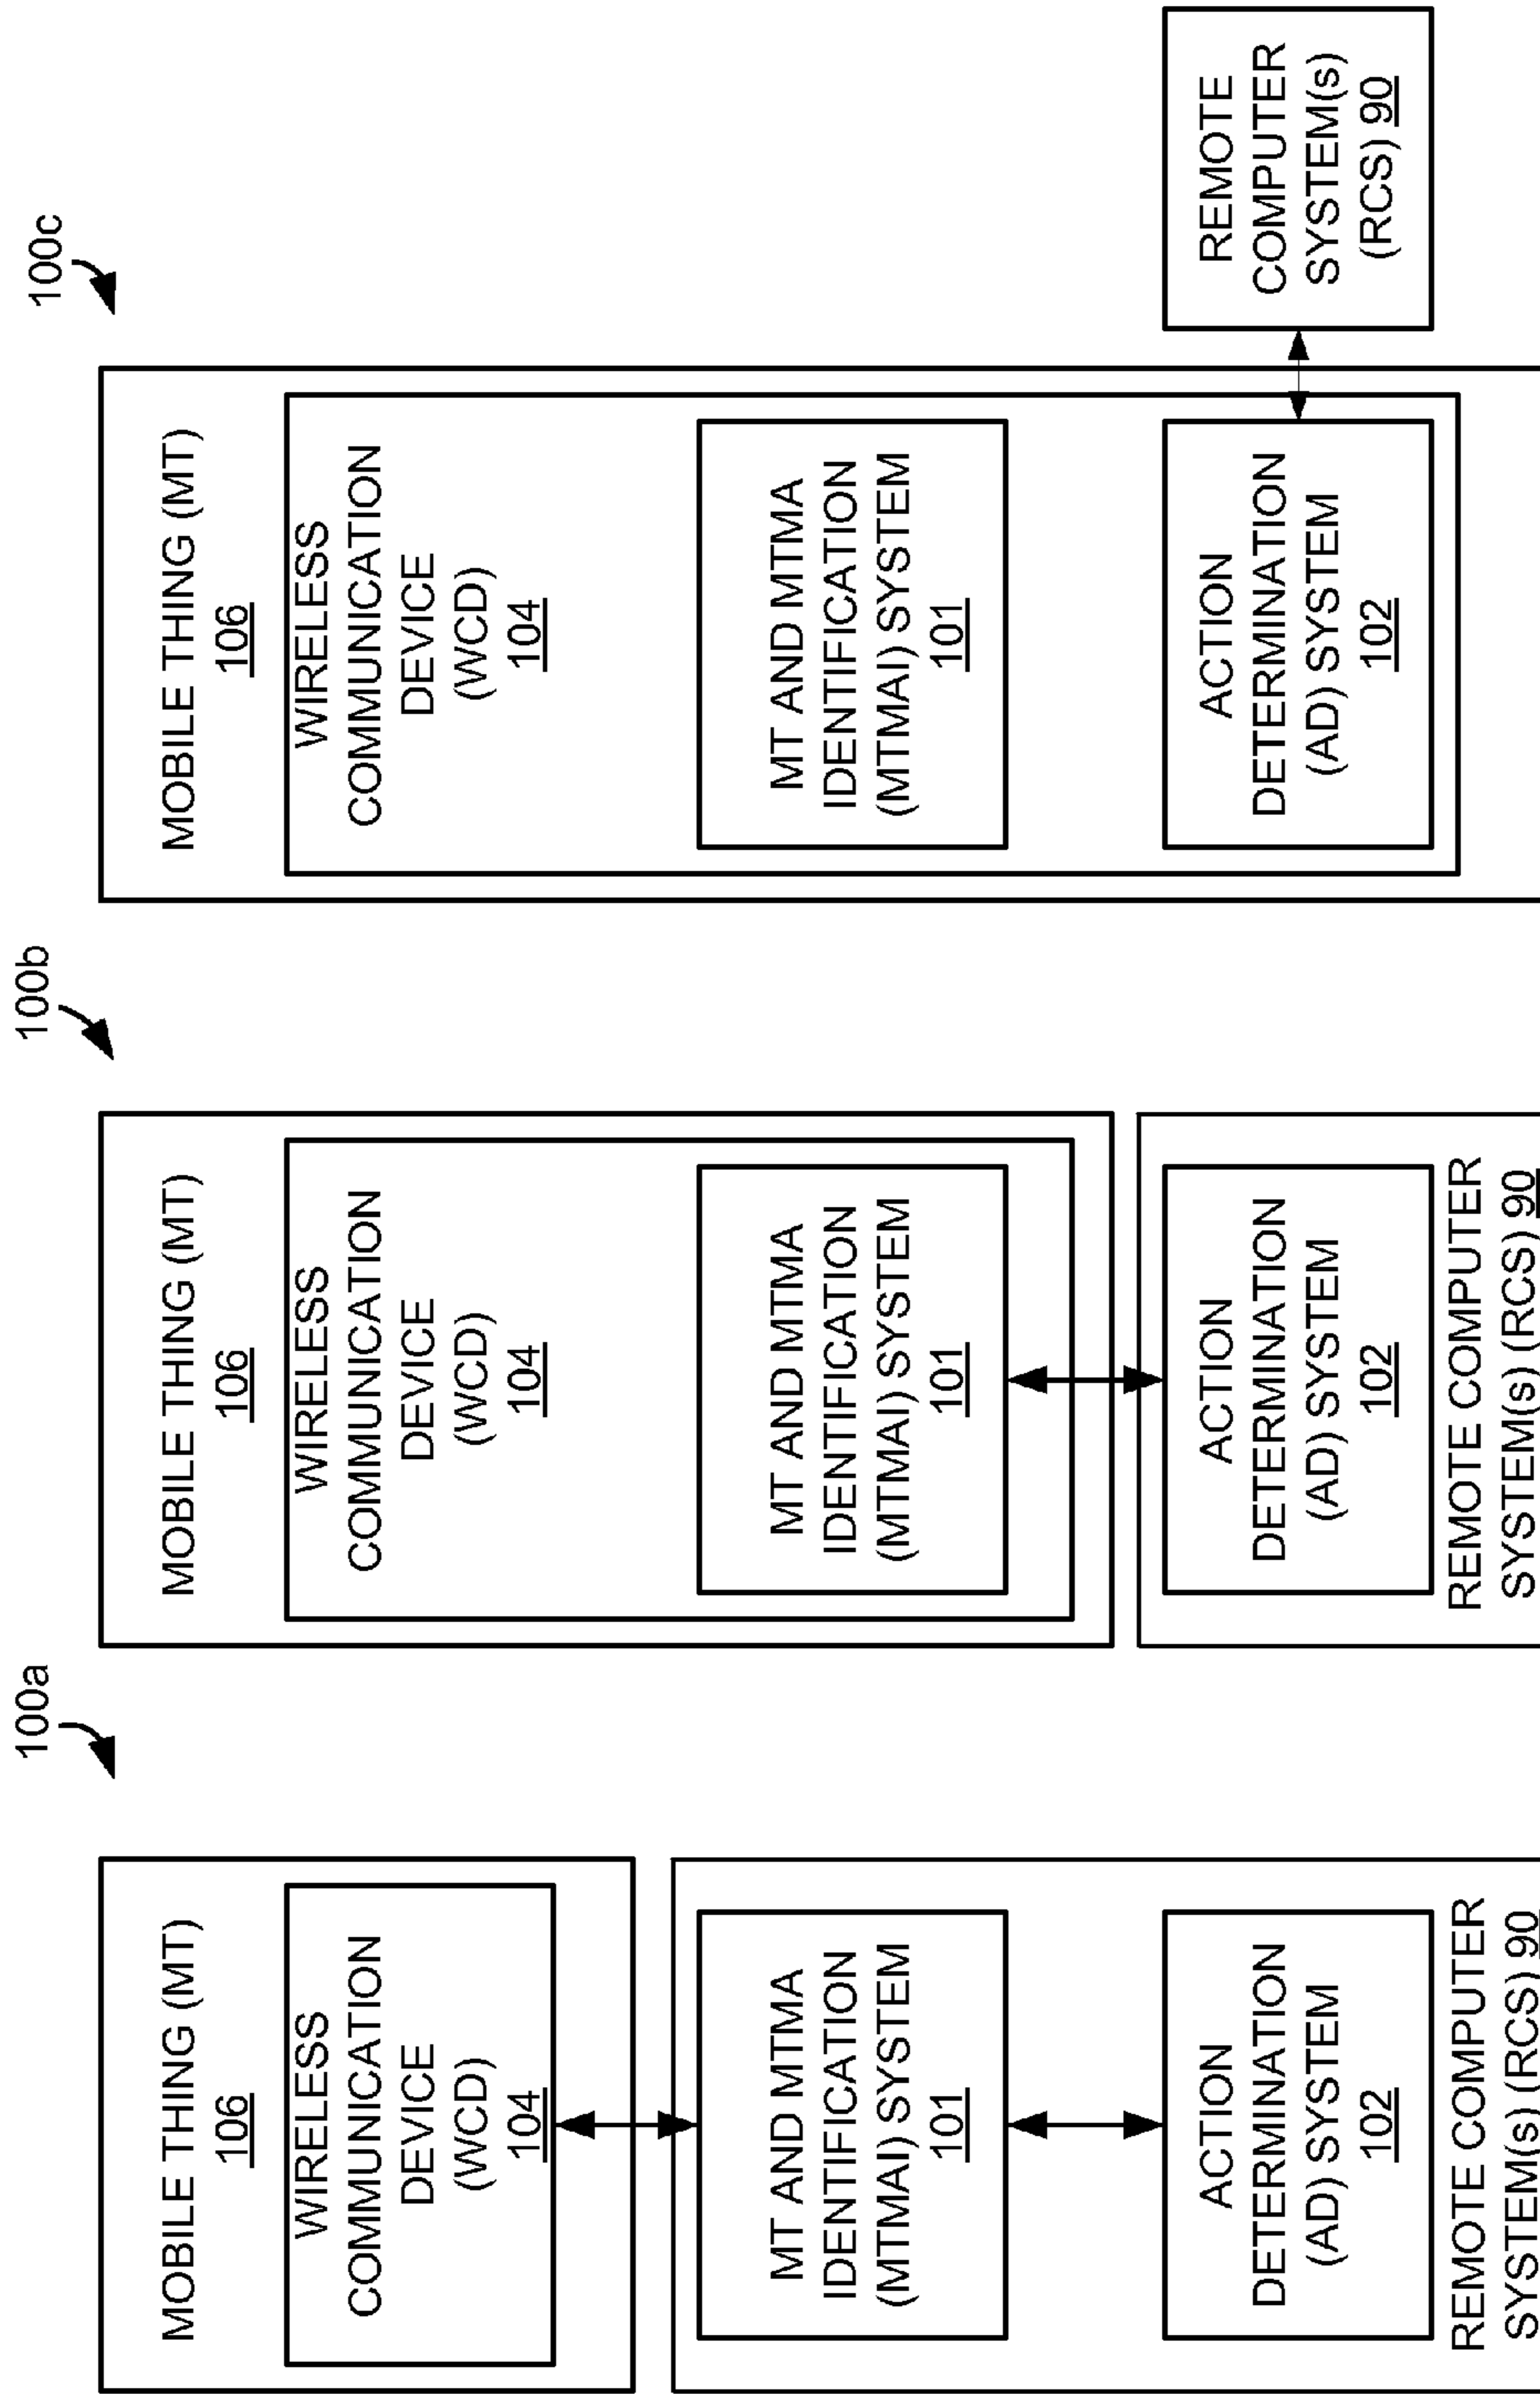 100a
MOBILE THING (MT)
106
WIRELESS
COMMUNICATION
DEVICE
(WCD)
104
MT AND MTMA
IDENTIFICATION
(MTMAI) SYSTEM
101
ACTION
DETERMINATION
(AD) SYSTEM
102
REMOTE COMPUTER
SYSTEM(s) (RCS) 90
100b
MOBILE THING (MT)
106
WIRELESS
COMMUNICATION
DEVICE
(WCD)
104
MT AND MTMA
IDENTIFICATION
(MTMAI) SYSTEM
101
ACTION
DETERMINATION
(AD) SYSTEM
102
REMOTE COMPUTER
SYSTEM(s) (RCS) 90
100c
MOBILE THING (MT)
106
WIRELESS
COMMUNICATION
DEVICE
(WCD)
104
MT AND MTMA
IDENTIFICATION
(MTMAI) SYSTEM
101
ACTION
DETERMINATION
(AD) SYSTEM
102
REMOTE
COMPUTER
SYSTEM(s)
(RCS) 90